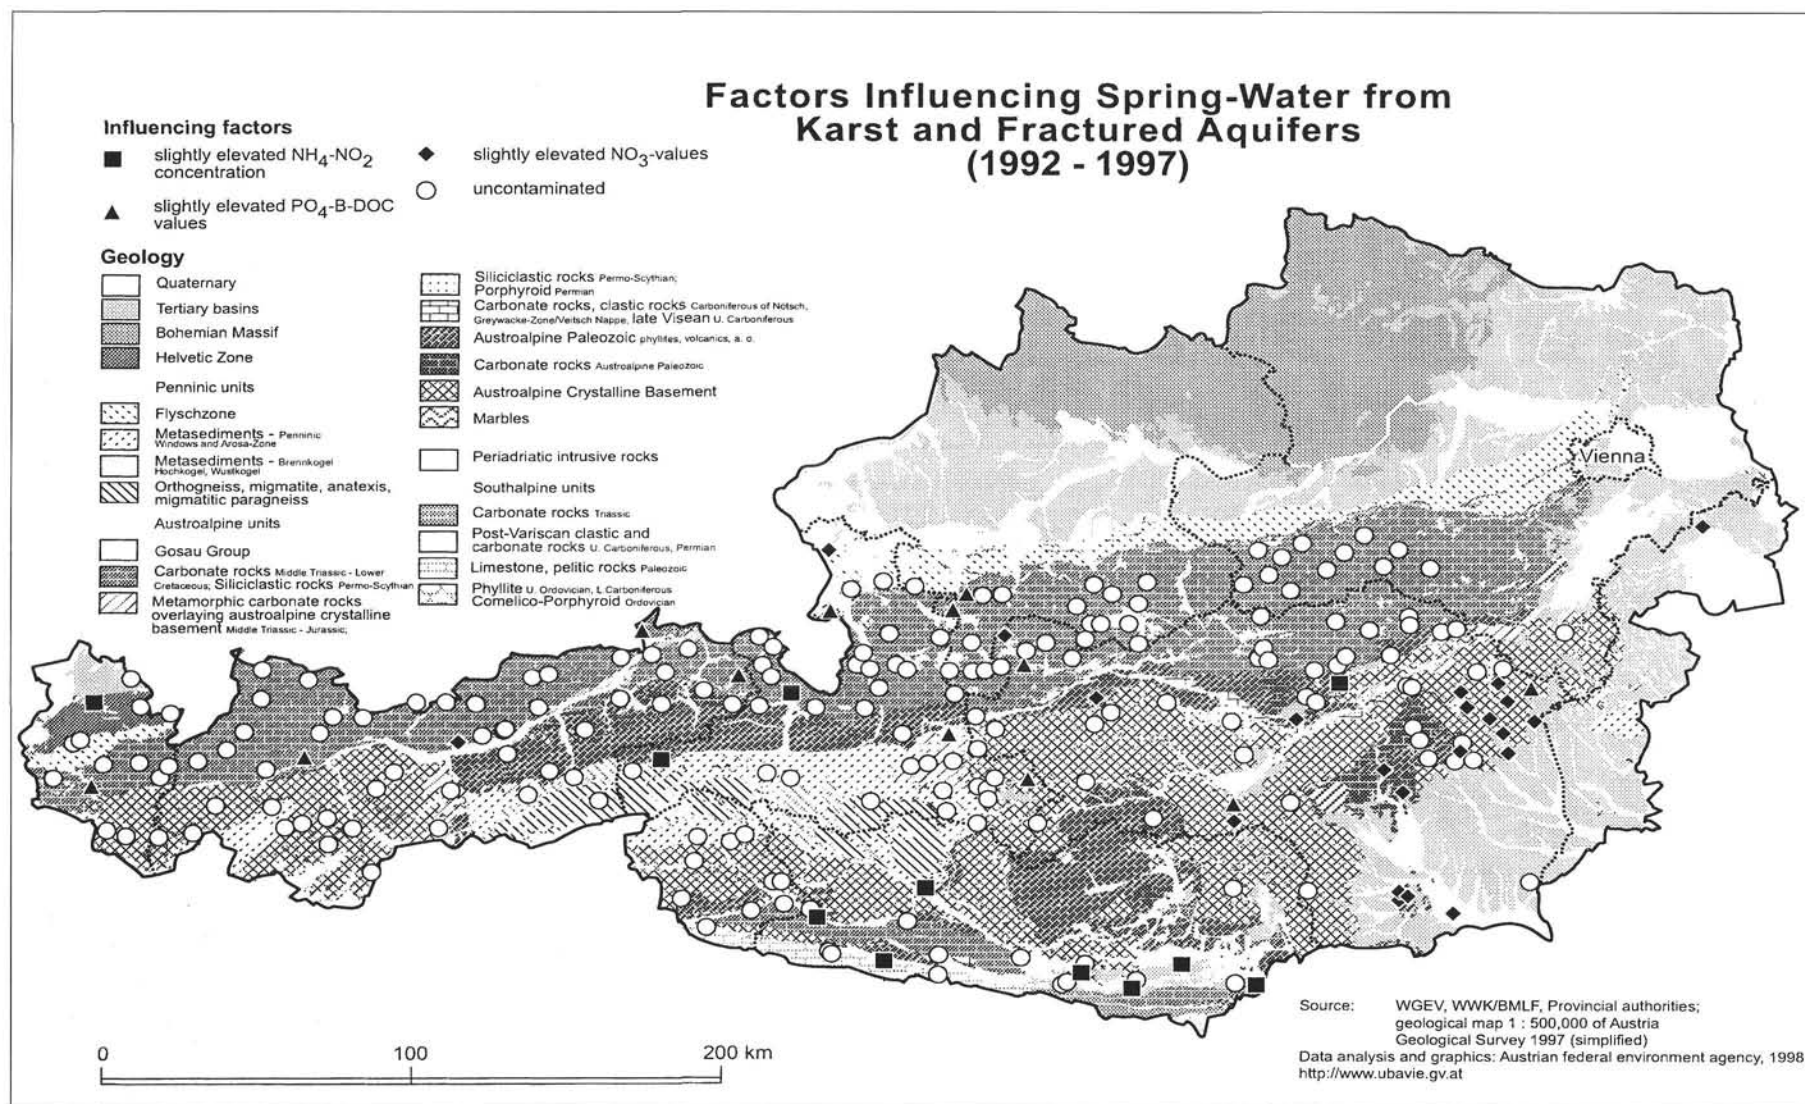 Factors Influencing Spring-Water from
Karst and Fractured Aquifers
(1992 - 1997)
Influencing factors
slightly elevated NH4-NO2
concentration
slightly elevated PO4-B-DOC
values
slightly elevated NO3-values
uncontaminated
Geology
Quaternary
Tertiary basins
Bohemian Massif
Helvetic Zone
Penninic units
Flyschzone
Metasediments - Penninic
Windows and Arosa-Zone
Metasediments - Brennkogel
Hochkogel, Wustkogel
Orthogneiss, migmatite, anatexis,
migmatitic paragneiss
Austroalpine units
Gosau Group
Carbonate rocks Middle Triassic - Lower
Cretaceous; Siliciclastic rocks Permo-Scythian
Metamorphic carbonate rocks
overlaying austroalpine crystalline
basement Middle Triassic - Jurassic;
Siliciclastic rocks Permo-Scythian;
Porphyroid Permian
Carbonate rocks, clastic rocks Carboniferous of Nötsch,
Greywacke-Zone/Veitsch Nappe, late Visean U. Carboniferous
Austroalpine Paleozoic phyllites, volcanics, a. o.
Carbonate rocks Austroalpine Paleozoic
Austroalpine Crystalline Basement
Marbles
Periadriatic intrusive rocks
Southalpine units
Carbonate rocks Triassic
Post-Variscan clastic and
carbonate rocks U. Carboniferous, Permian
Limestone, pelitic rocks Paleozoic
Phyllite U. Ordovician, L Carboniferous
Comelico-Porphyroid Ordovician
Vienna
0 100 200 km
Source: WGEV, WWK/BMLF, Provincial authorities;
geological map 1 : 500,000 of Austria
Geological Survey 1997 (simplified)
Data analysis and graphics: Austrian federal environment agency, 1998
http://www.ubavie.gv.at